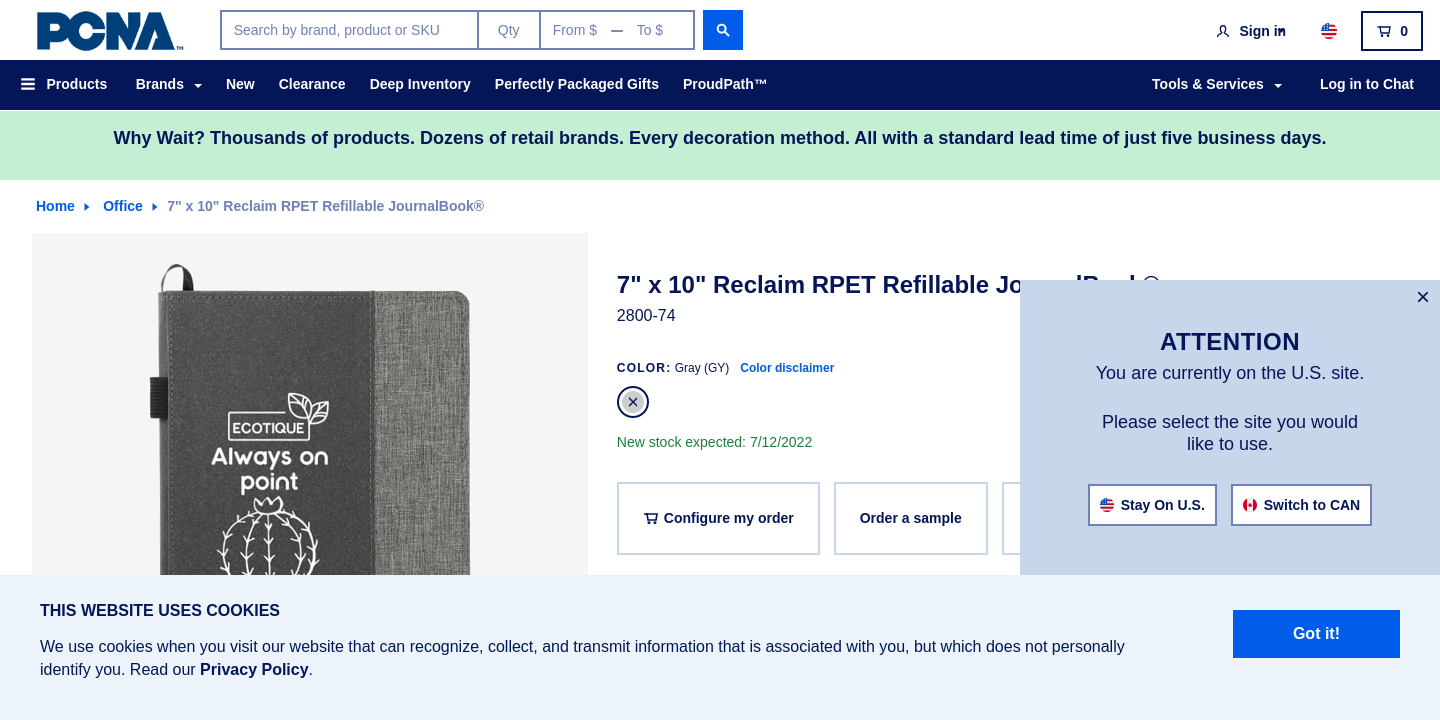 PCNA™
Search by brand, product or SKU
Qty
From $ — To $
Sign in
0
Products
Brands
New
Clearance
Deep Inventory
Perfectly Packaged Gifts
ProudPath™
Tools & Services
Log in to Chat
Why Wait? Thousands of products. Dozens of retail brands. Every decoration method. All with a standard lead time of just five business days.
Home
Office
7" x 10" Reclaim RPET Refillable JournalBook®
ECOTIQUE
Always on
point
7" x 10" Reclaim RPET Refillable
2800-74
COLOR: Gray (GY) Color disclaimer
New stock expected: 7/12/2022
Configure my order
Order a sample
×
ATTENTION
You are currently on the U.S. site.
Please select the site you would
like to use.
Stay On U.S.
Switch to CAN
THIS WEBSITE USES COOKIES
We use cookies when you visit our website that can recognize, collect, and transmit information that is associated with you, but which does not personally
identify you. Read our Privacy Policy.
Got it!